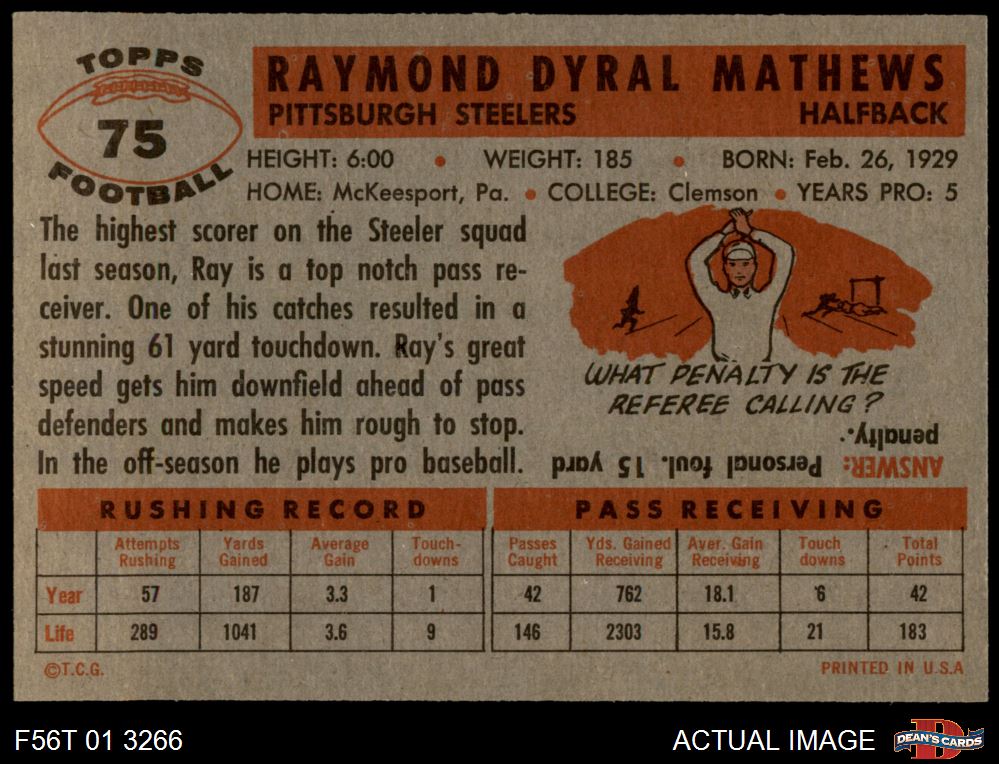 TOPPS
75
FOOTBALL
RAYMOND DYRAL MATHEWS
PITTSBURGH STEELERS HALFBACK
HEIGHT: 6:00 • WEIGHT: 185 • BORN: Feb. 26, 1929
HOME: McKeesport, Pa. • COLLEGE: Clemson • YEARS PRO: 5
The highest scorer on the Steeler squad
last season, Ray is a top notch pass re-
ceiver. One of his catches resulted in a
stunning 61 yard touchdown. Ray's great
speed gets him downfield ahead of pass
defenders and makes him rough to stop.
In the off-season he plays pro baseball.
WHAT PENALTY IS THE
REFEREE CALLING?
ANSWER: Personal foul. 15 yard
penalty.
RUSHING RECORD
Attempts Rushing Yards Gained Average Gain Touch-downs
Year 57 187 3.3 1
Life 289 1041 3.6 9
PASS RECEIVING
Passes Caught Yds. Gained Receiving Aver. Gain Receiving Touch downs Total Points
42 762 18.1 6 42
146 2303 15.8 21 183
©T.C.G. PRINTED IN U.S.A
F56T 01 3266 ACTUAL IMAGE
D
DEAN'S CARDS